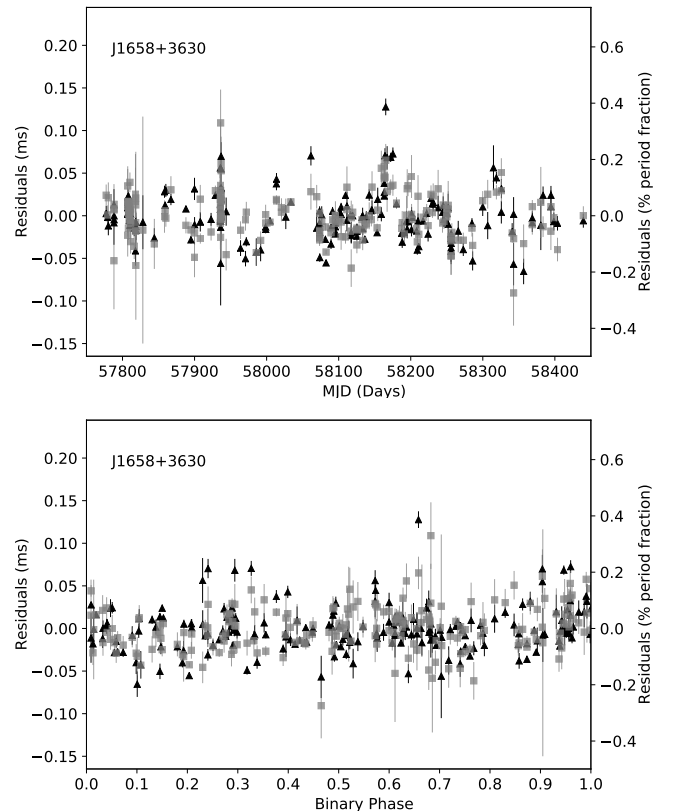 J1658+3630
0.20
0.15
0.10
0.05
0.00
−0.05
−0.10
−0.15
Residuals (ms)
0.6
0.4
0.2
0.0
−0.2
−0.4
Residuals (% period fraction)
57800 57900 58000 58100 58200 58300 58400
MJD (Days)
J1658+3630
0.20
0.15
0.10
0.05
0.00
−0.05
−0.10
−0.15
Residuals (ms)
0.6
0.4
0.2
0.0
−0.2
−0.4
Residuals (% period fraction)
0.0 0.1 0.2 0.3 0.4 0.5 0.6 0.7 0.8 0.9 1.0
Binary Phase